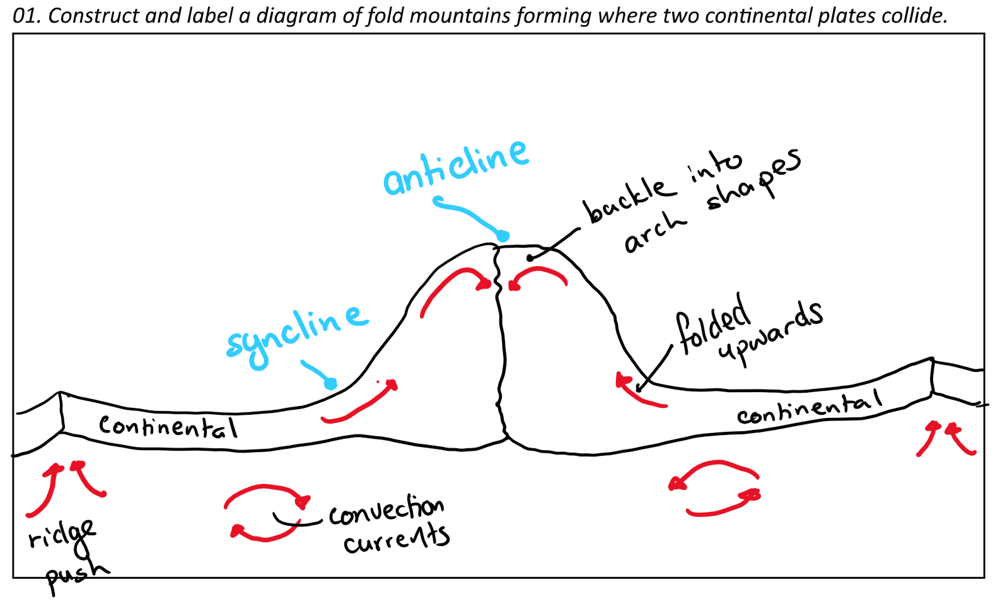 01. Construct and label a diagram of fold mountains forming where two continental plates collide.
anticline
backle into
arch shapes
syncline
folded
upwards
continental
continental
convection
currents
ridge
push